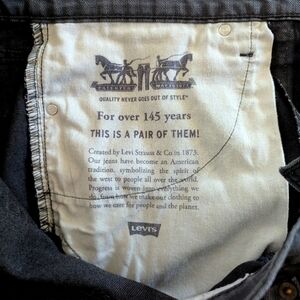 QUALITY NEVER GOES OUT OF STYLE®
For over 145 years
THIS IS A PAIR OF THEM!
Created by Levi Strauss & Co in 1873.
Our jeans have become an American
tradition, symbolizing the spirit of
the west to people all over the world.
Progress is woven into everything we
do, from how we make our clothing to
how we care for people and the planet.
Levi's